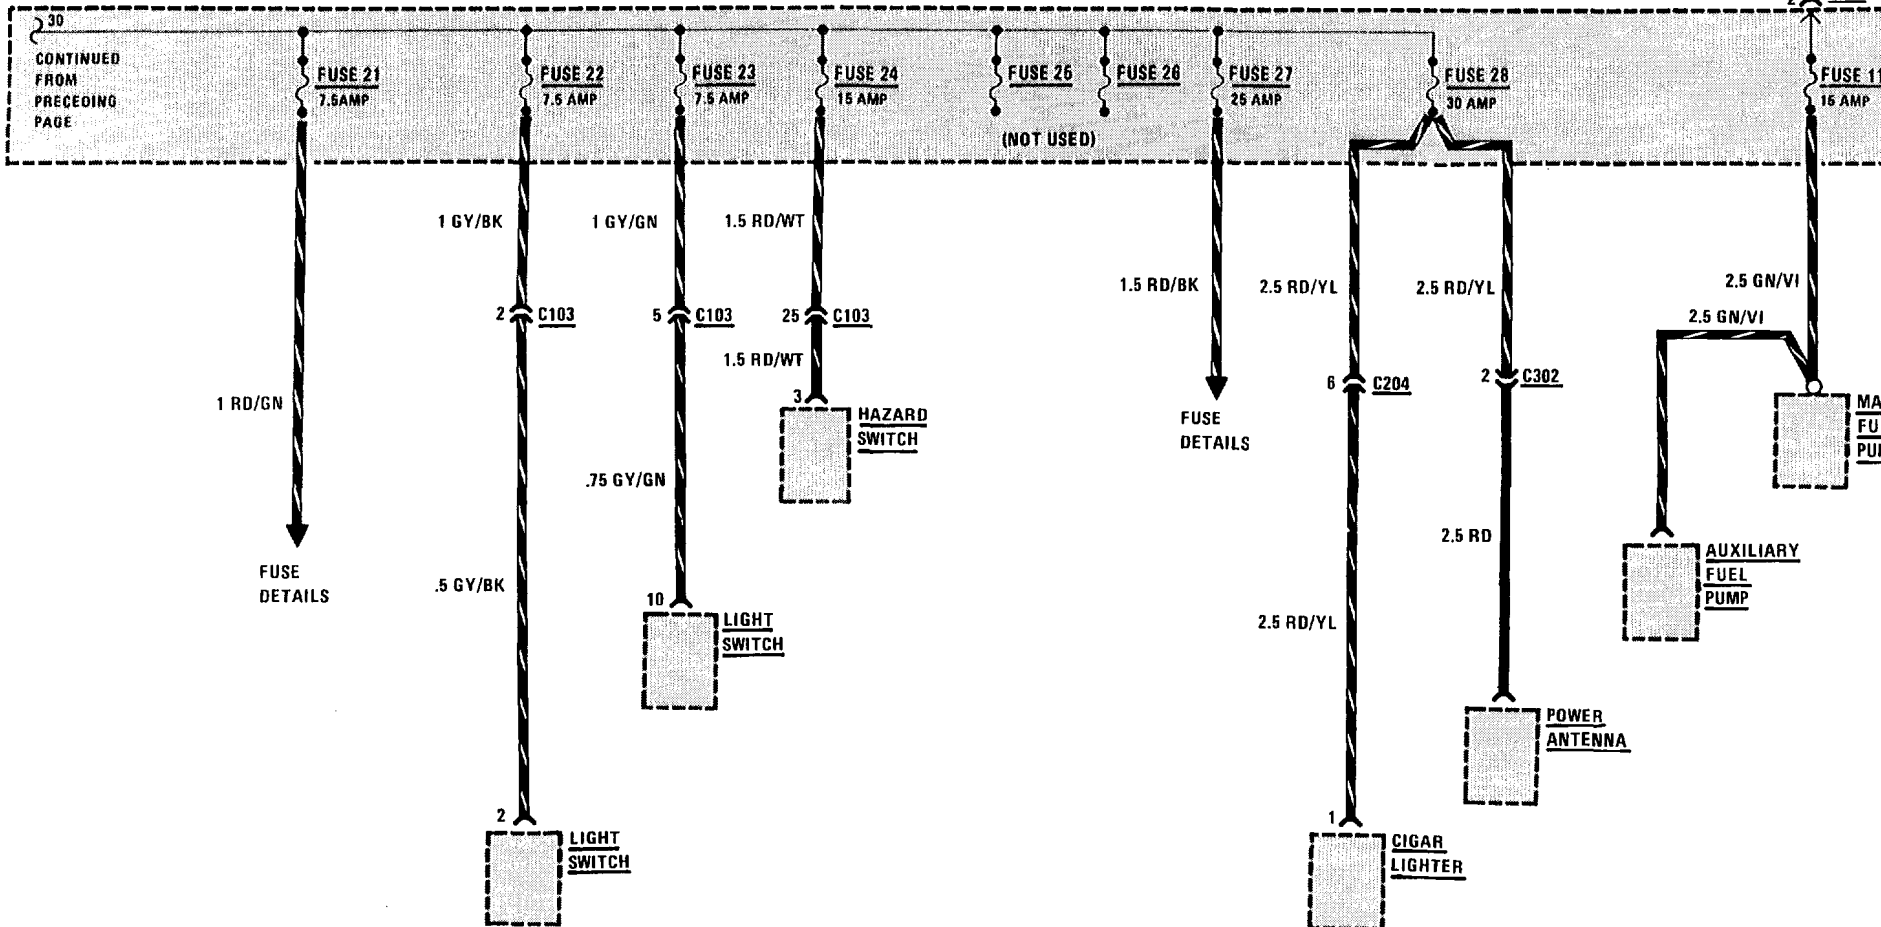 30
CONTINUED
FROM
PRECEDING
PAGE
FUSE 21
7.5AMP
FUSE 22
7.5 AMP
FUSE 23
7.5 AMP
FUSE 24
15 AMP
FUSE 25
FUSE 26
(NOT USED)
FUSE 27
25 AMP
FUSE 28
30 AMP
2
FUSE 11
15 AMP
1 GY/BK
1 GY/GN
1.5 RD/WT
1.5 RD/BK
2.5 RD/YL
2.5 RD/YL
2.5 GN/VI
2.5 GN/VI
2 C103
5 C103
25 C103
1.5 RD/WT
6 C204
2 C302
1 RD/GN
3
HAZARD
SWITCH
FUSE
DETAILS
MA
FU
PU
.75 GY/GN
2.5 RD
AUXILIARY
FUEL
PUMP
FUSE
DETAILS
.5 GY/BK
10
LIGHT
SWITCH
2.5 RD/YL
POWER
ANTENNA
2
LIGHT
SWITCH
1
CIGAR
LIGHTER